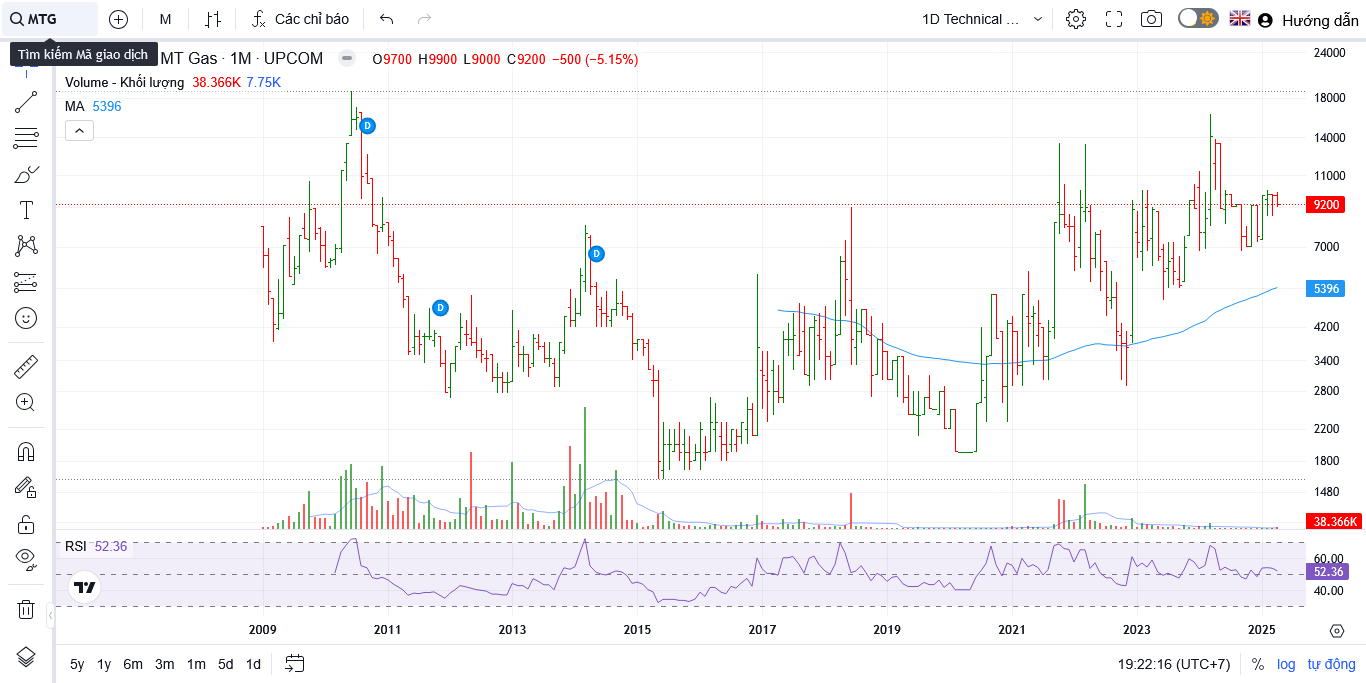 MTG M Các chỉ báo 1D Technical ... Hướng dẫn
Tìm kiếm Mã giao dịch
MT Gas · 1M · UPCOM O9700 H9900 L9000 C9200 −500 (−5.15%)
Volume - Khối lượng 38.366K 7.75K
MA 5396
24000
18000
14000
11000
9200
7000
5396
4200
3400
2800
2200
1800
1480
38.366K
D
D
D
RSI 52.36
60.00
52.36
40.00
2009 2011 2013 2015 2017 2019 2021 2023 2025
5y 1y 6m 3m 1m 5d 1d 19:22:16 (UTC+7) % log tự động